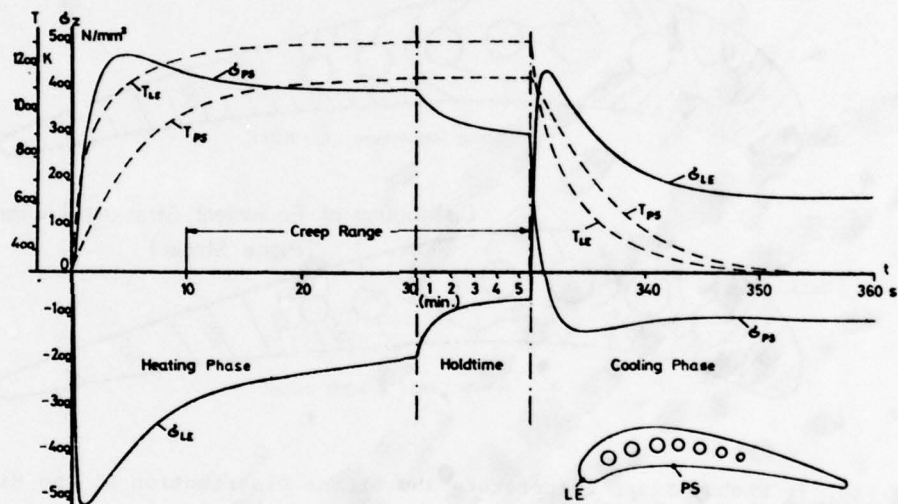 T σz
N/mm²
K
500
400
300
200
100
0
-100
-200
-300
-400
-500
1200
1000
800
600
400
σPS
TLE
TPS
Creep Range
σLE
TPS
TLE
t
10
20
30
1 2 3 4 5
(min.)
340
350
360 s
σPS
Heating Phase
Holdtime
Cooling Phase
σLE
LE
PS